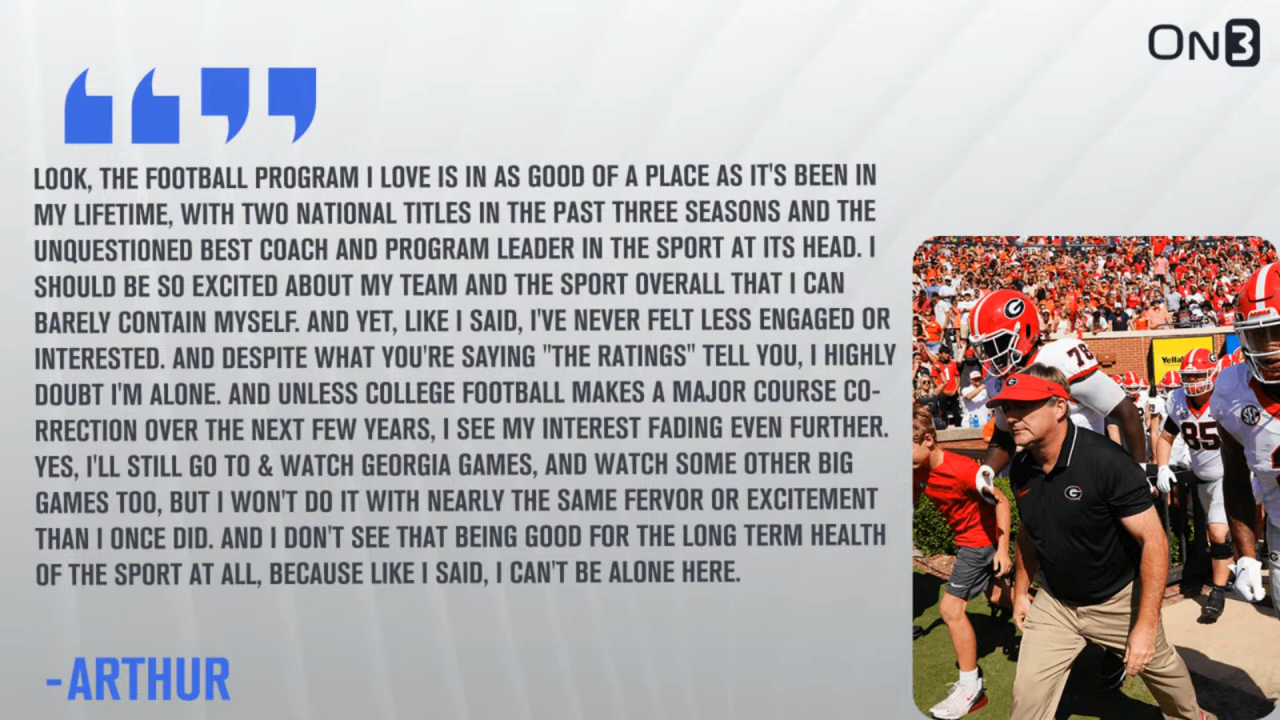 ON3
LOOK, THE FOOTBALL PROGRAM I LOVE IS IN AS GOOD OF A PLACE AS IT'S BEEN IN
MY LIFETIME, WITH TWO NATIONAL TITLES IN THE PAST THREE SEASONS AND THE
UNQUESTIONED BEST COACH AND PROGRAM LEADER IN THE SPORT AT ITS HEAD. I
SHOULD BE SO EXCITED ABOUT MY TEAM AND THE SPORT OVERALL THAT I CAN
BARELY CONTAIN MYSELF. AND YET, LIKE I SAID, I'VE NEVER FELT LESS ENGAGED OR
INTERESTED. AND DESPITE WHAT YOU'RE SAYING "THE RATINGS" TELL YOU, I HIGHLY
DOUBT I'M ALONE. AND UNLESS COLLEGE FOOTBALL MAKES A MAJOR COURSE CO-
RRECTION OVER THE NEXT FEW YEARS, I SEE MY INTEREST FADING EVEN FURTHER.
YES, I'LL STILL GO TO & WATCH GEORGIA GAMES, AND WATCH SOME OTHER BIG
GAMES TOO, BUT I WON'T DO IT WITH NEARLY THE SAME FERVOR OR EXCITEMENT
THAN I ONCE DID. AND I DON'T SEE THAT BEING GOOD FOR THE LONG TERM HEALTH
OF THE SPORT AT ALL, BECAUSE LIKE I SAID, I CAN'T BE ALONE HERE.
-ARTHUR
G
76
Yella
G
85
SEC
G